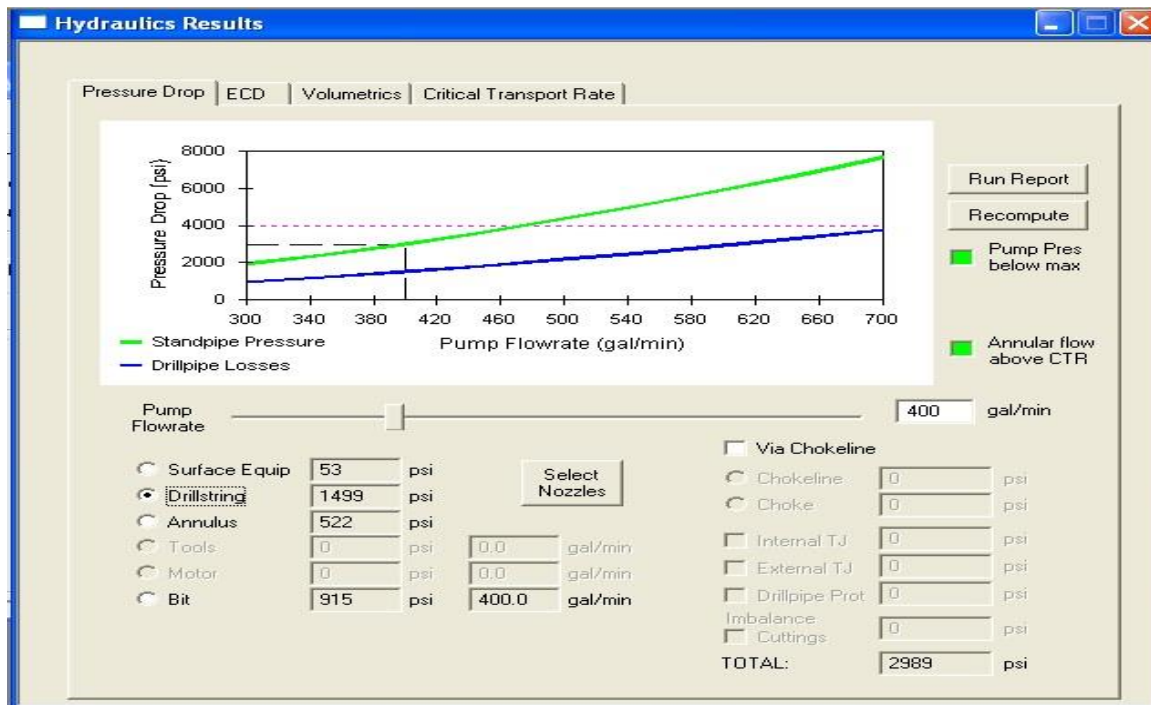 Hydraulics Results
Pressure Drop ECD Volumetrics Critical Transport Rate
Pressure Drop (psi)
8000
6000
4000
2000
0
300 340 380 420 460 500 540 580 620 660 700
Pump Flowrate (gal/min)
Standpipe Pressure
Drillpipe Losses
Run Report
Recompute
Pump Pres
below max
Annular flow
above CTR
Pump
Flowrate
400 gal/min
Surface Equip 53 psi
Drillstring 1499 psi
Annulus 522 psi
Tools 0 psi 0.0 gal/min
Motor 0 psi 0.0 gal/min
Bit 915 psi 400.0 gal/min
Select
Nozzles
Via Chokeline
Chokeline 0 psi
Choke 0 psi
Internal TJ 0 psi
External TJ 0 psi
Drillpipe Prot 0 psi
Imbalance
Cuttings 0 psi
TOTAL: 2989 psi